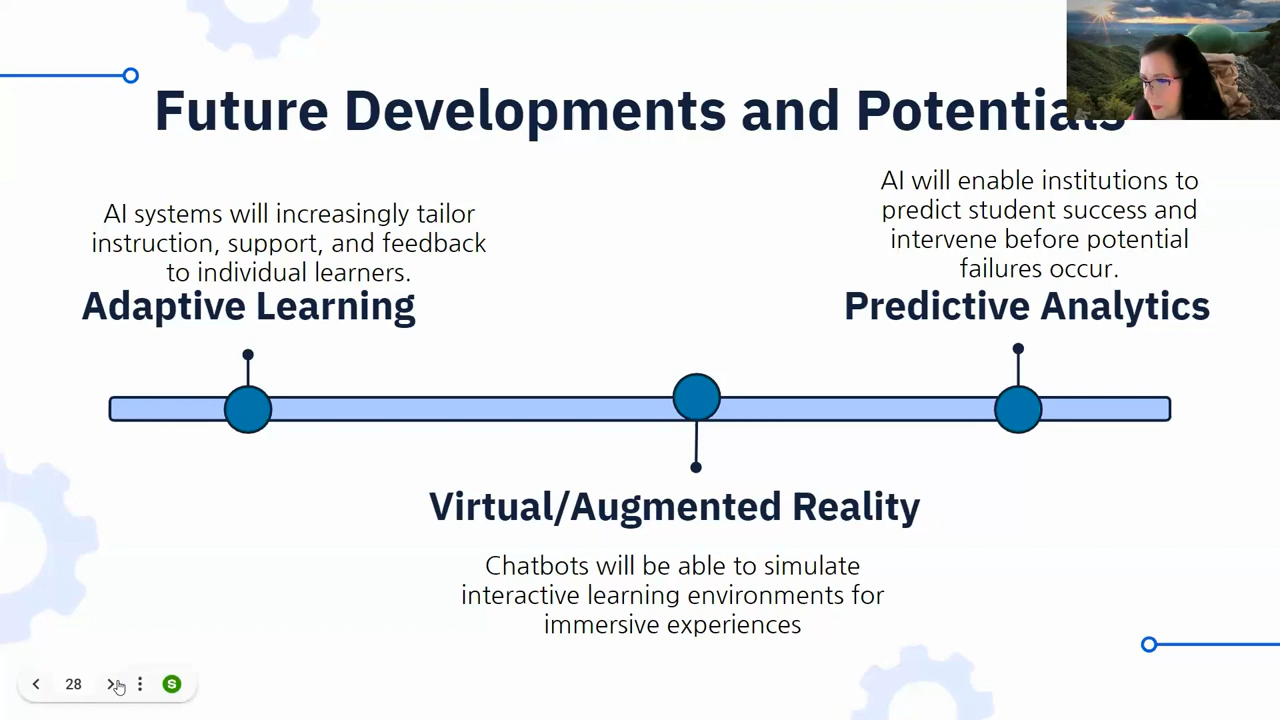 Future Developments and Potentials
AI systems will increasingly tailor
instruction, support, and feedback
to individual learners.
Adaptive Learning
AI will enable institutions to
predict student success and
intervene before potential
failures occur.
Predictive Analytics
Virtual/Augmented Reality
Chatbots will be able to simulate
interactive learning environments for
immersive experiences
28
S